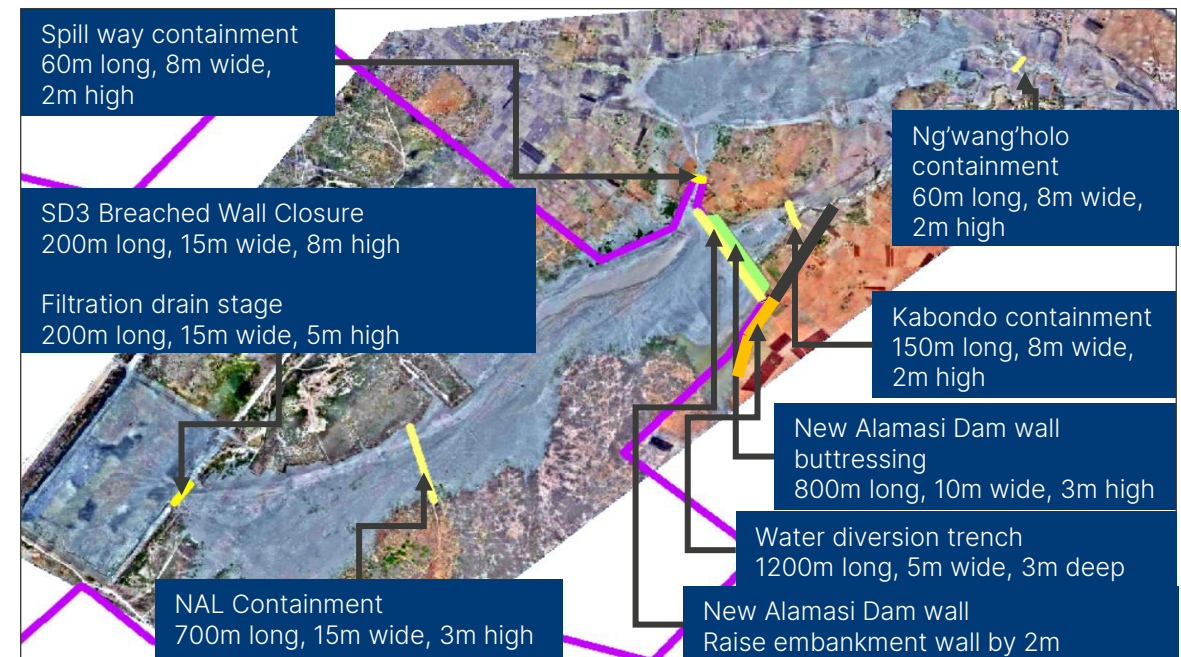 Spill way containment
60m long, 8m wide,
2m high
SD3 Breached Wall Closure
200m long, 15m wide, 8m high
Filtration drain stage
200m long, 15m wide, 5m high
Ng’wang’holo
containment
60m long, 8m wide,
2m high
Kabondo containment
150m long, 8m wide,
2m high
New Alamasi Dam wall
buttressing
800m long, 10m wide, 3m high
Water diversion trench
1200m long, 5m wide, 3m deep
NAL Containment
700m long, 15m wide, 3m high
New Alamasi Dam wall
Raise embankment wall by 2m